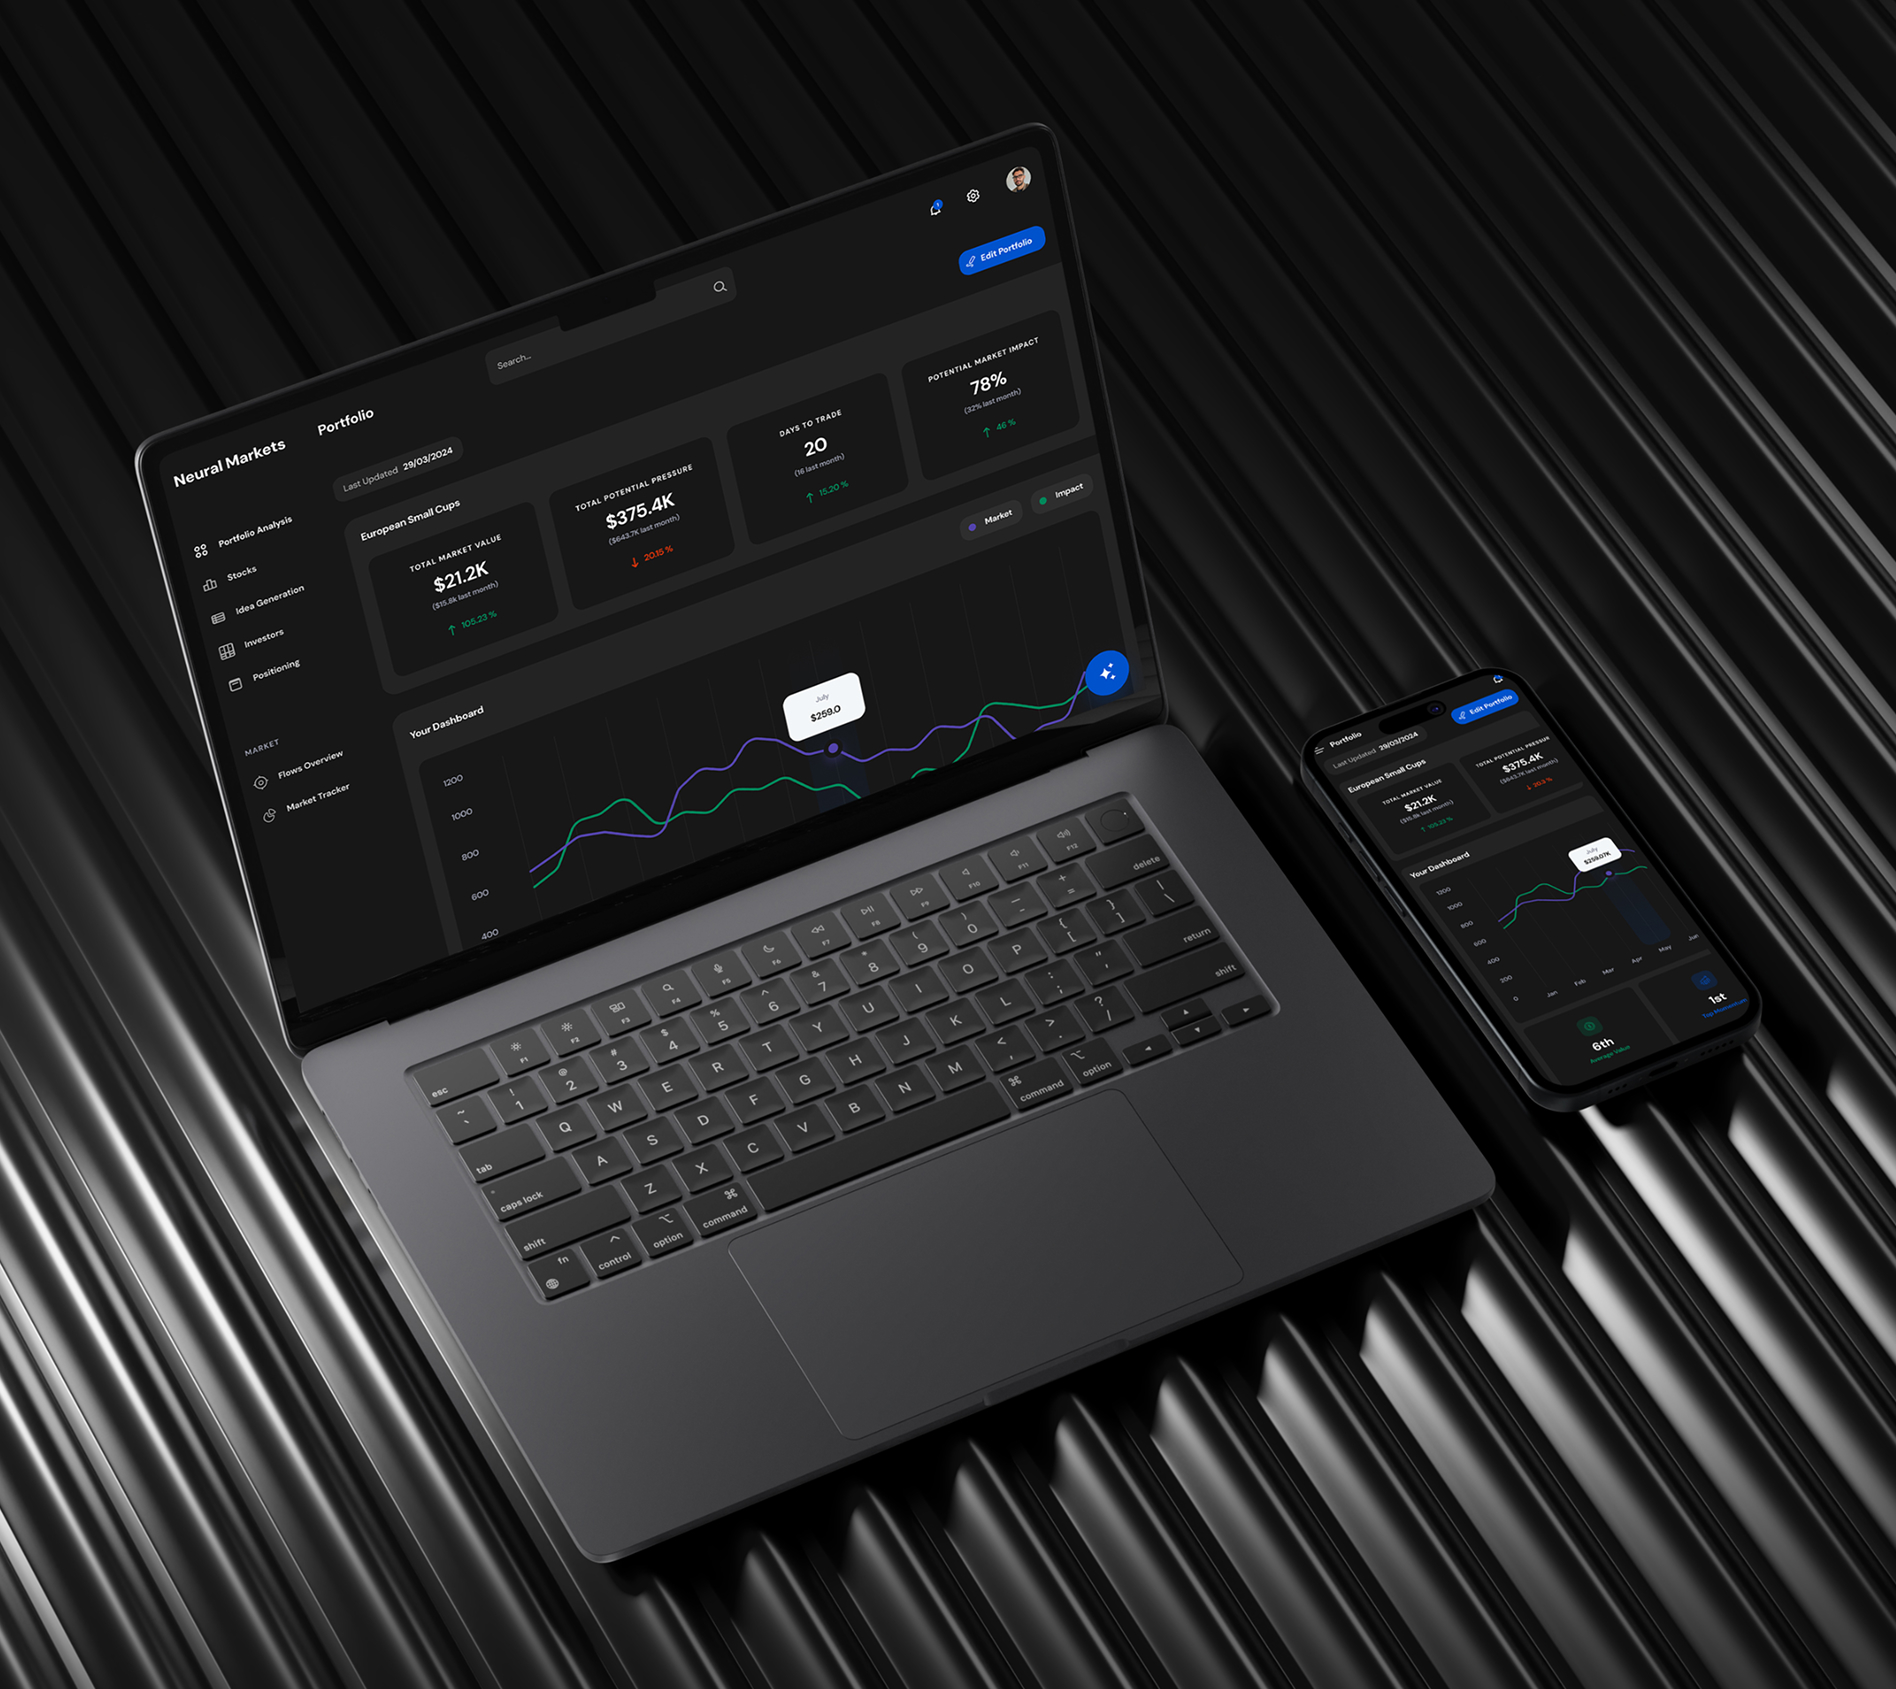 Neural Markets
Portfolio
Search...
Edit Portfolio
Last Updated 29/03/2024
Portfolio Analysis
Stocks
Idea Generation
Investors
Positioning
MARKET
Flows Overview
Market Tracker
European Small Cups
TOTAL MARKET VALUE
$21.2K
($15.8k last month)
↑ 105.23 %
TOTAL POTENTIAL PRESSURE
$375.4K
($643.7K last month)
↓ 20.15 %
DAYS TO TRADE
20
(16 last month)
↑ 15.20 %
POTENTIAL MARKET IMPACT
78%
(32% last month)
↑ 46 %
Your Dashboard
Market
Impact
July
$259.0
1200
1000
800
600
400
esc
F1
F2
F3
F4
F5
F6
F7
F8
F9
F10
F11
F12
~ `
! 1
@ 2
# 3
$ 4
% 5
^ 6
& 7
* 8
( 9
) 0
_ -
+ =
delete
tab
Q W E R T Y U I O P { [ } ] | \
caps lock
A S D F G H J K L : ; " '
return
shift
Z X C V B N M < , > . ? /
shift
fn
control
option
command
command
option
Portfolio
Edit Portfolio
Last Updated 29/03/2024
European Small Cups
TOTAL MARKET VALUE
$21.2K
($15.8k last month)
TOTAL POTENTIAL PRESSURE
$375.4K
($643.7K last month)
Your Dashboard
July
$259.07K
1200
1000
800
600
400
200
0
Jan
Feb
Mar
Apr
May
Jun
6th
Average Value
1st
Top Momentum